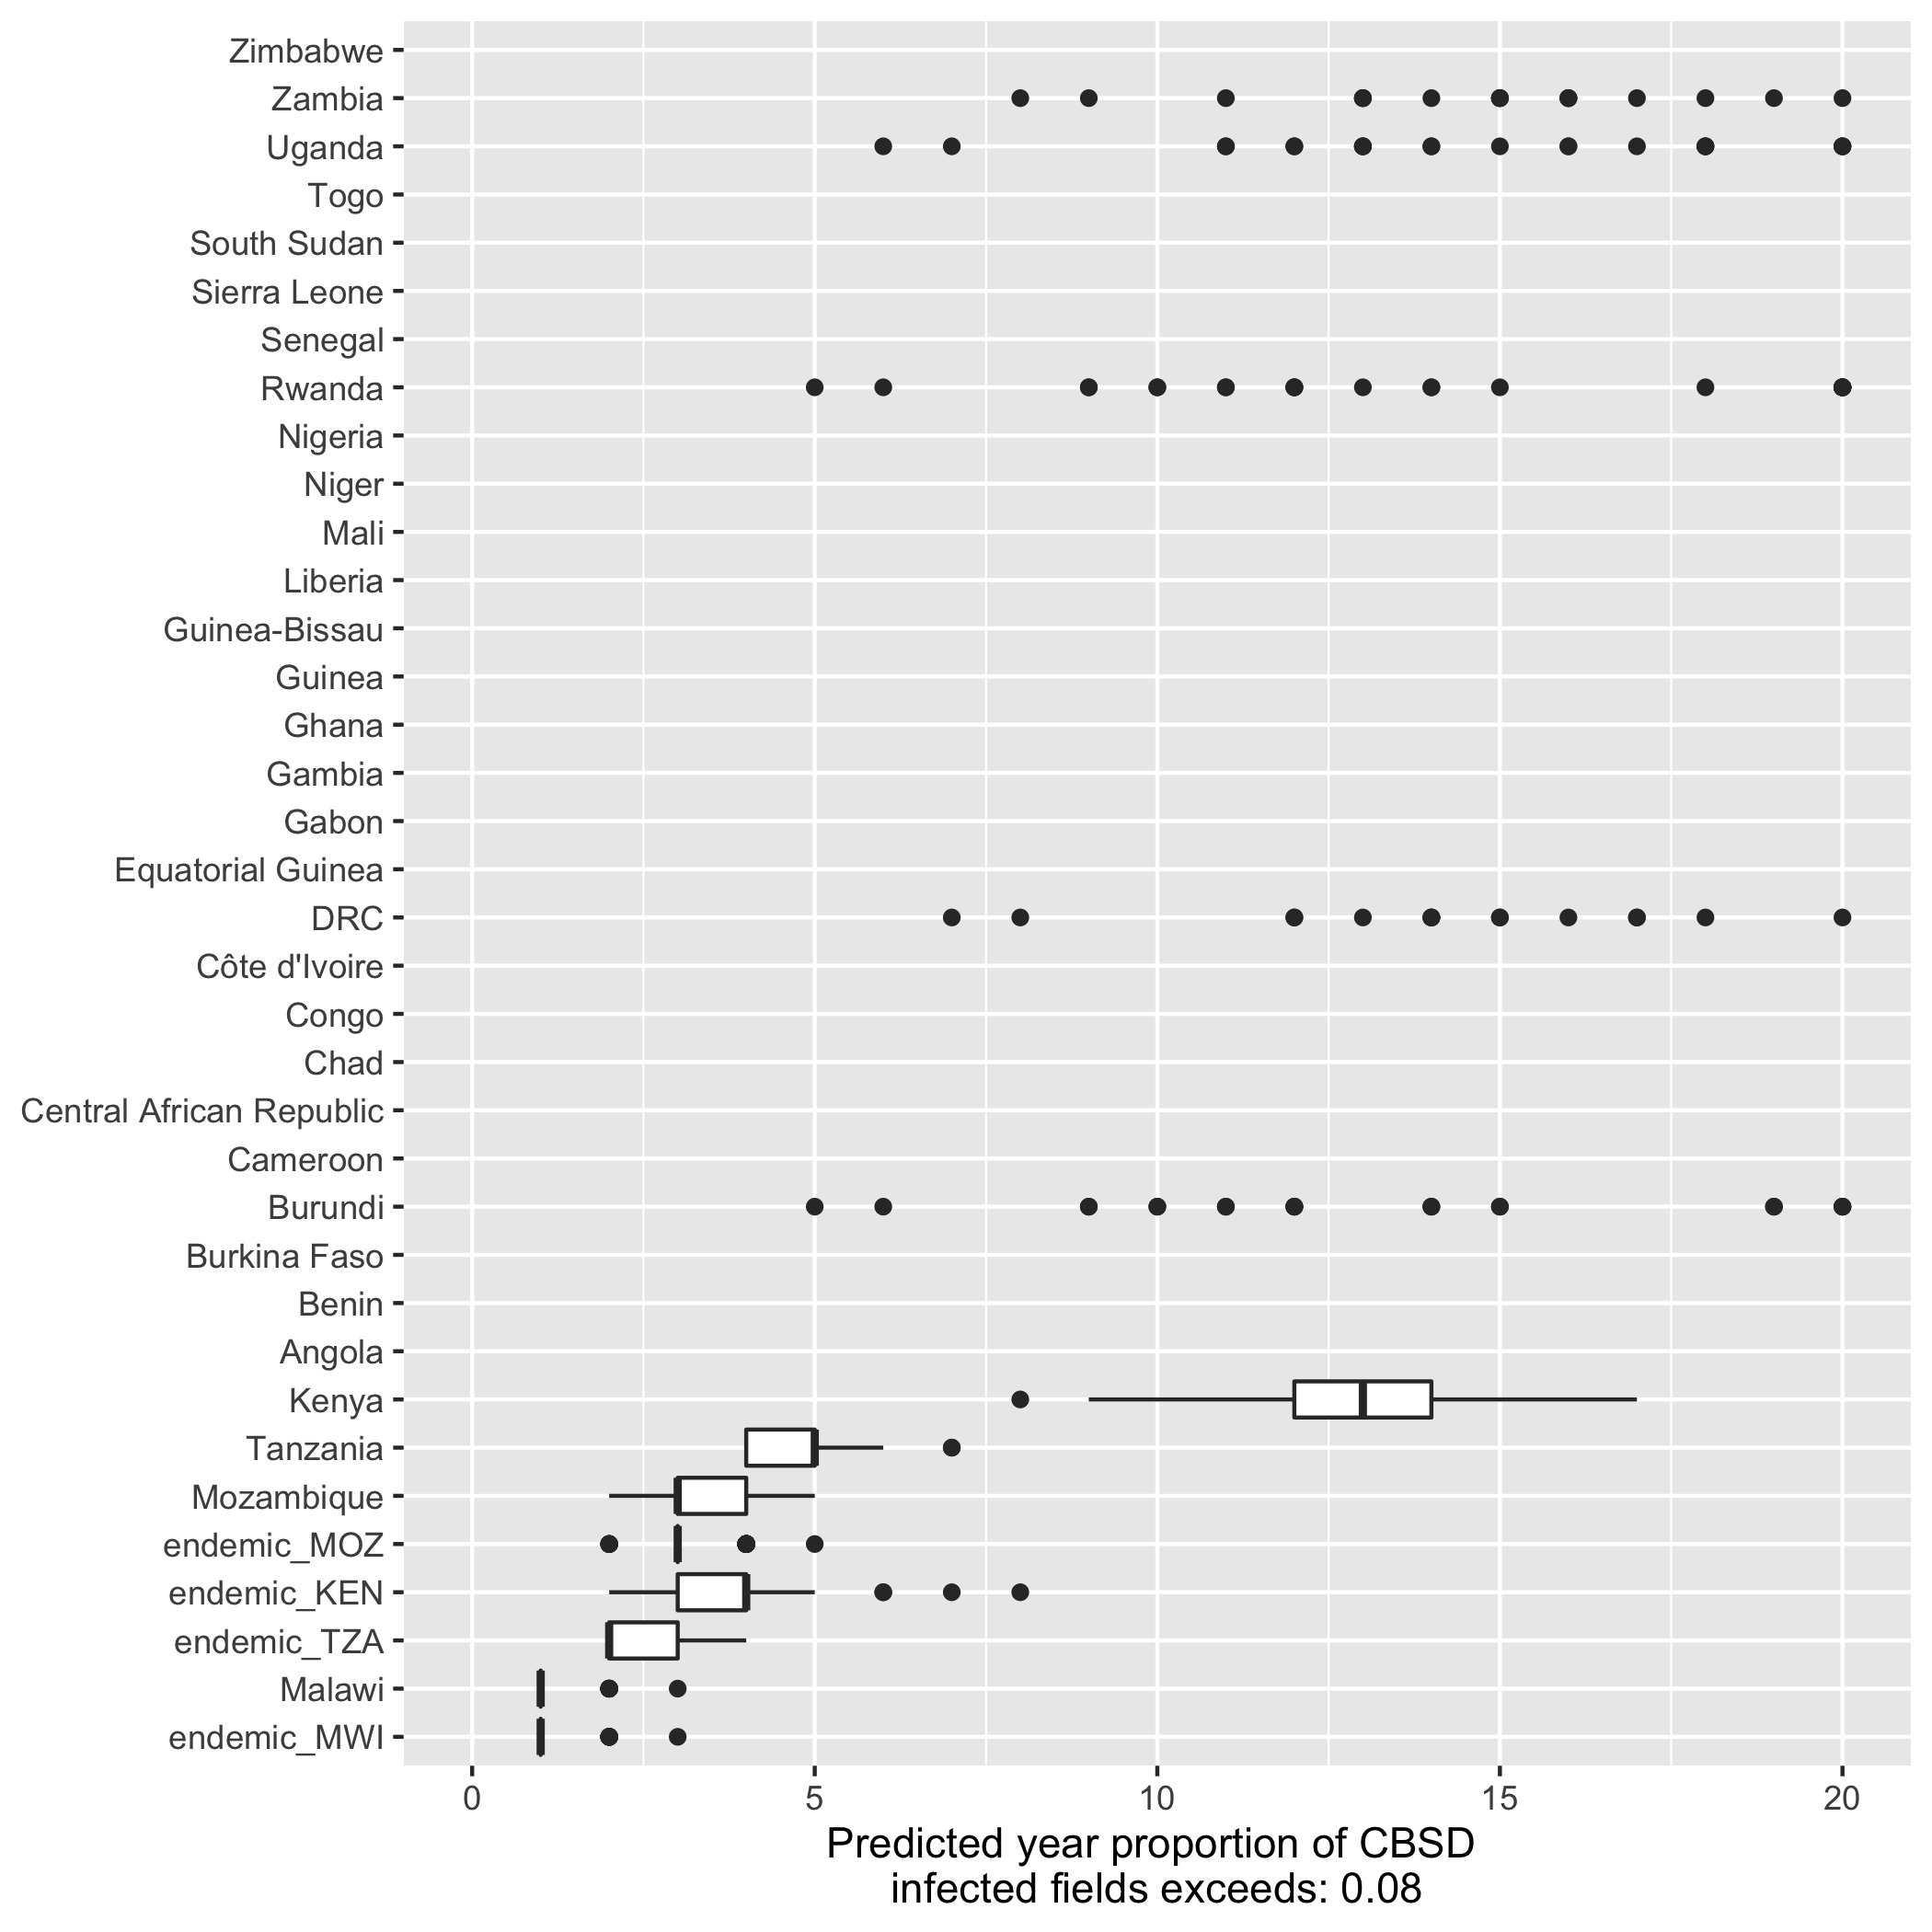 Zimbabwe
Zambia
Uganda
Togo
South Sudan
Sierra Leone
Senegal
Rwanda
Nigeria
Niger
Mali
Liberia
Guinea-Bissau
Guinea
Ghana
Gambia
Gabon
Equatorial Guinea
DRC
Côte d'Ivoire
Congo
Chad
Central African Republic
Cameroon
Burundi
Burkina Faso
Benin
Angola
Kenya
Tanzania
Mozambique
endemic_MOZ
endemic_KEN
endemic_TZA
Malawi
endemic_MWI
0 5 10 15 20
Predicted year proportion of CBSD
infected fields exceeds: 0.08